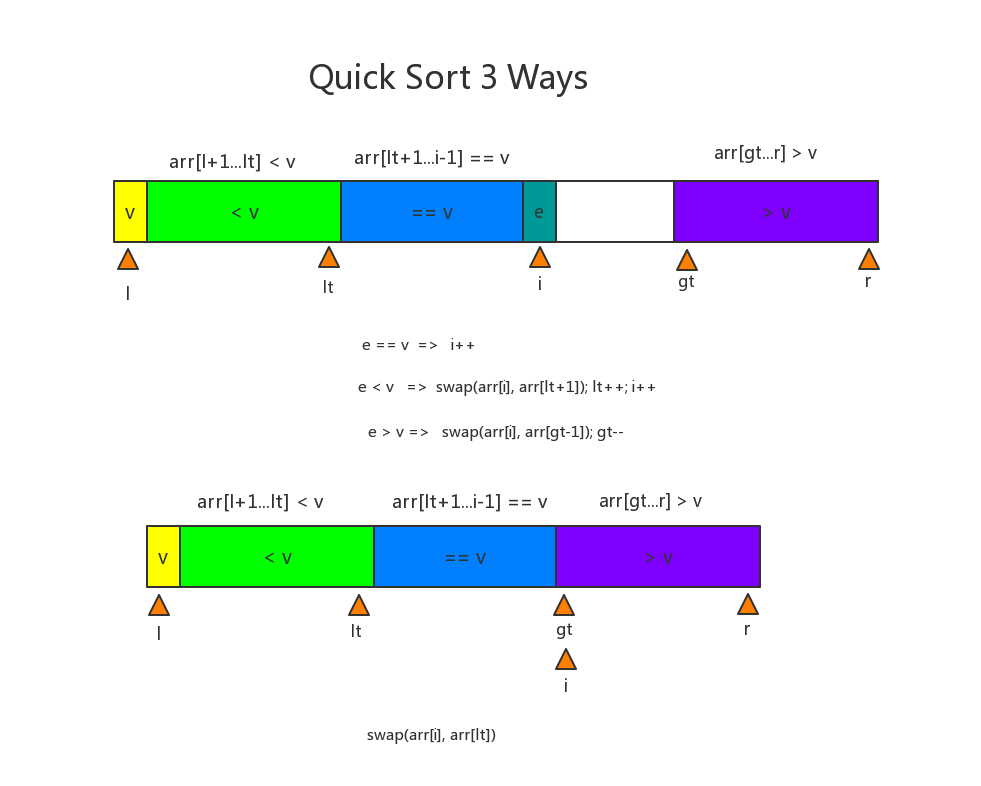 Quick Sort 3 Ways
arr[l+1...lt] < v
arr[lt+1...i-1] == v
arr[gt...r] > v
v
< v
== v
e
> v
l
lt
i
gt
r
e == v => i++
e < v => swap(arr[i], arr[lt+1]); lt++; i++
e > v => swap(arr[i], arr[gt-1]); gt--
arr[l+1...lt] < v
arr[lt+1...i-1] == v
arr[gt...r] > v
v
< v
== v
> v
l
lt
gt
r
i
swap(arr[i], arr[lt])